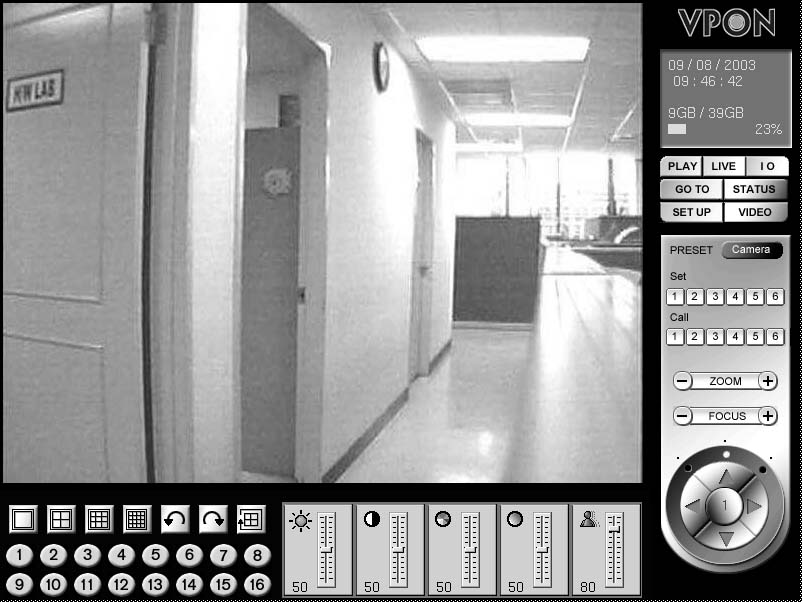 H/W LAB
VPON
09 / 08 / 2003
09 : 46 : 42
9GB / 39GB
23%
PLAY LIVE I O
GO TO STATUS
SET UP VIDEO
PRESET Camera
Set
1 2 3 4 5 6
Call
1 2 3 4 5 6
− ZOOM +
− FOCUS +
1
1 2 3 4 5 6 7 8
9 10 11 12 13 14 15 16
50 50 50 50 80